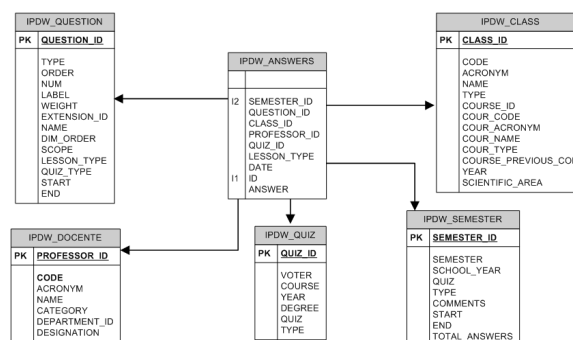 IPDW_QUESTION
PK QUESTION_ID
TYPE
ORDER
NUM
LABEL
WEIGHT
EXTENSION_ID
NAME
DIM_ORDER
SCOPE
LESSON_TYPE
QUIZ_TYPE
START
END
IPDW_ANSWERS
I2 SEMESTER_ID
QUESTION_ID
CLASS_ID
PROFESSOR_ID
QUIZ_ID
LESSON_TYPE
DATE
I1 ID
ANSWER
IPDW_CLASS
PK CLASS_ID
CODE
ACRONYM
NAME
TYPE
COURSE_ID
COUR_CODE
COUR_ACRONYM
COUR_NAME
COUR_TYPE
COURSE_PREVIOUS_COD
YEAR
SCIENTIFIC_AREA
IPDW_DOCENTE
PK PROFESSOR_ID
CODE
ACRONYM
NAME
CATEGORY
DEPARTMENT_ID
DESIGNATION
IPDW_QUIZ
PK QUIZ_ID
VOTER
COURSE
YEAR
DEGREE
QUIZ
TYPE
IPDW_SEMESTER
PK SEMESTER_ID
SEMESTER
SCHOOL_YEAR
QUIZ
TYPE
COMMENTS
START
END
TOTAL_ANSWERS